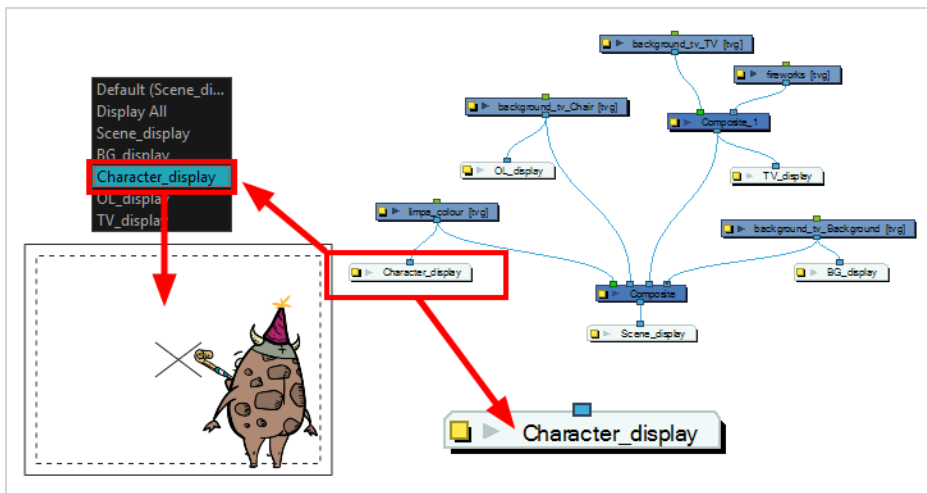 Default (Scene_di...
Display All
Scene_display
BG_display
Character_display
OL_display
TV_display
background_tv_TV [tvg]
fireworks [tvg]
background_tv_Chair [tvg]
Composite_1
OL_display
TV_display
limpa_colour [tvg]
background_tv_Background [tvg]
Character_display
BG_display
Composite
Scene_display
Character_display